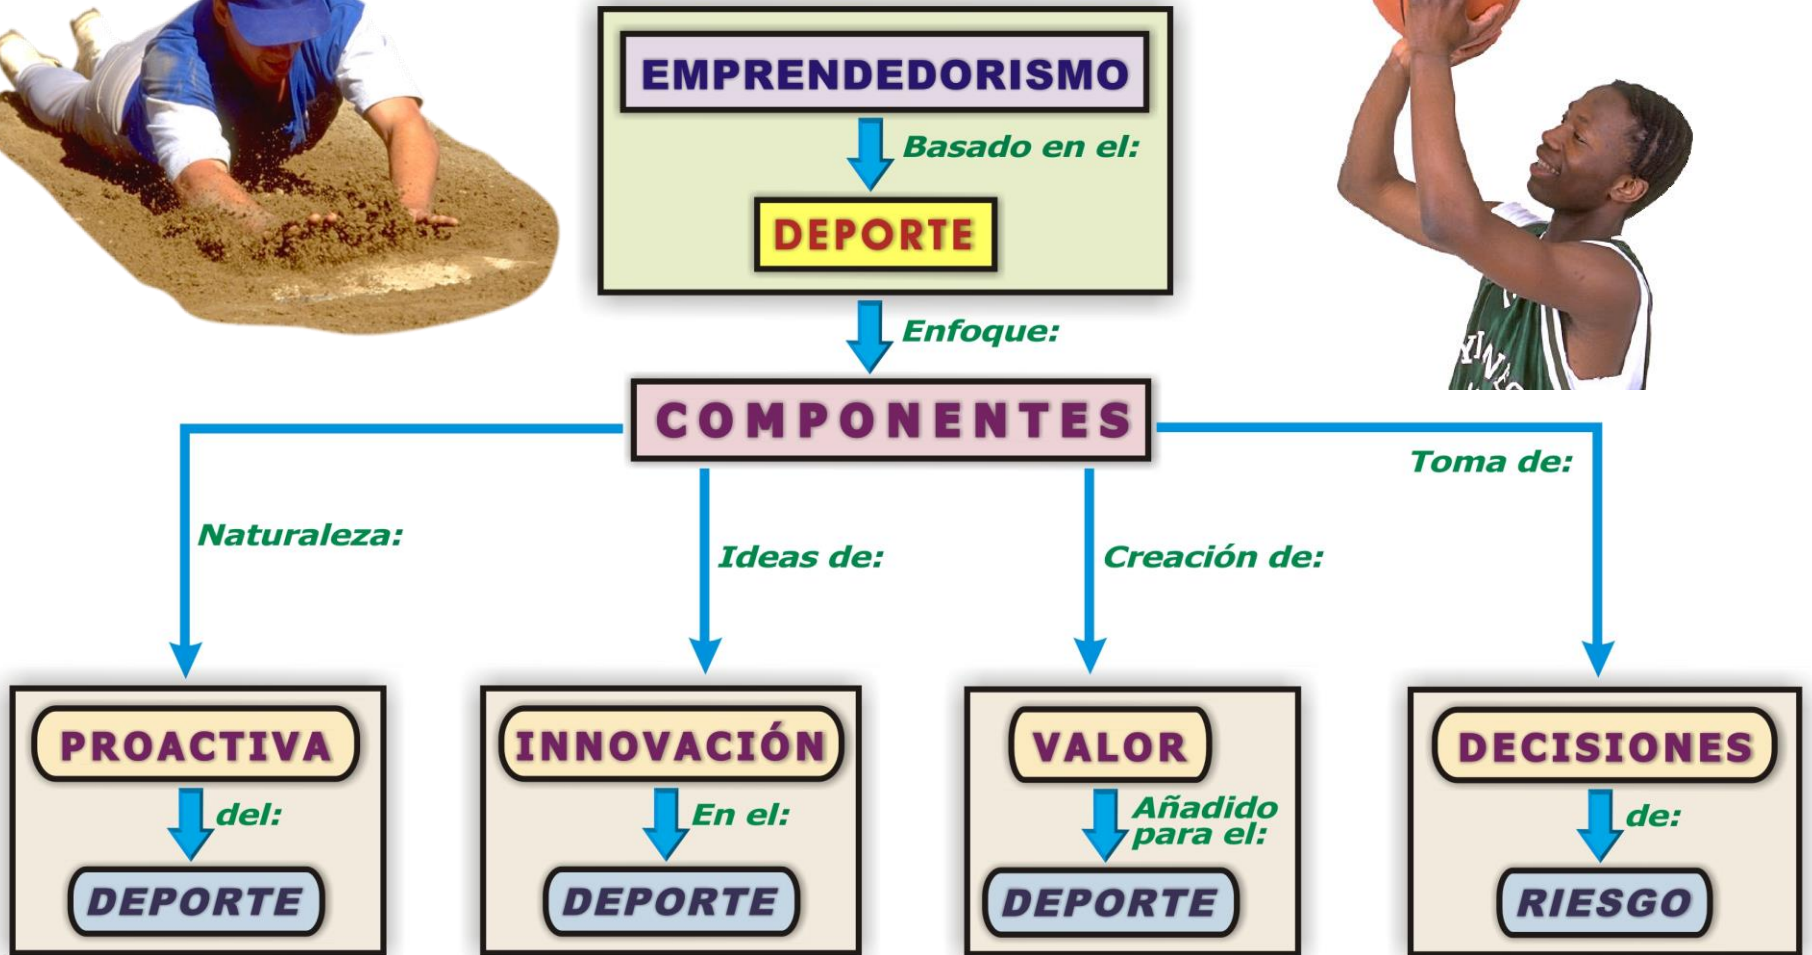 EMPRENDEDORISMO
Basado en el:
DEPORTE
Enfoque:
COMPONENTES
Toma de:
Naturaleza:
Ideas de:
Creación de:
PROACTIVA
del:
DEPORTE
INNOVACIÓN
En el:
DEPORTE
VALOR
Añadido
para el:
DEPORTE
DECISIONES
de:
RIESGO